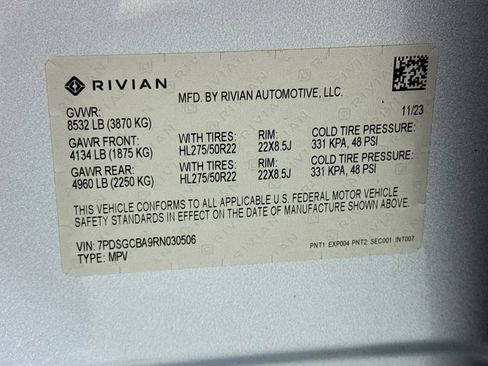 RIVIAN
MFD. BY RIVIAN AUTOMOTIVE, LLC.
GVWR: 11/23
8532 LB (3870 KG)
GAWR FRONT: WITH TIRES: RIM: COLD TIRE PRESSURE:
4134 LB (1875 KG) HL275/50R22 22X8.5J 331 KPA, 48 PSI
GAWR REAR: WITH TIRES: RIM: COLD TIRE PRESSURE:
4960 LB (2250 KG) HL275/50R22 22X8.5J 331 KPA, 48 PSI
THIS VEHICLE CONFORMS TO ALL APPLICABLE U.S. FEDERAL MOTOR VEHICLE
SAFETY STANDARDS IN EFFECT ON THE DATE OF MANUFACTURE SHOWN ABOVE.
VIN: 7PDSGCBA9RN030506
TYPE: MPV PNT1: EXP004 PNT2: SEC001 INT007